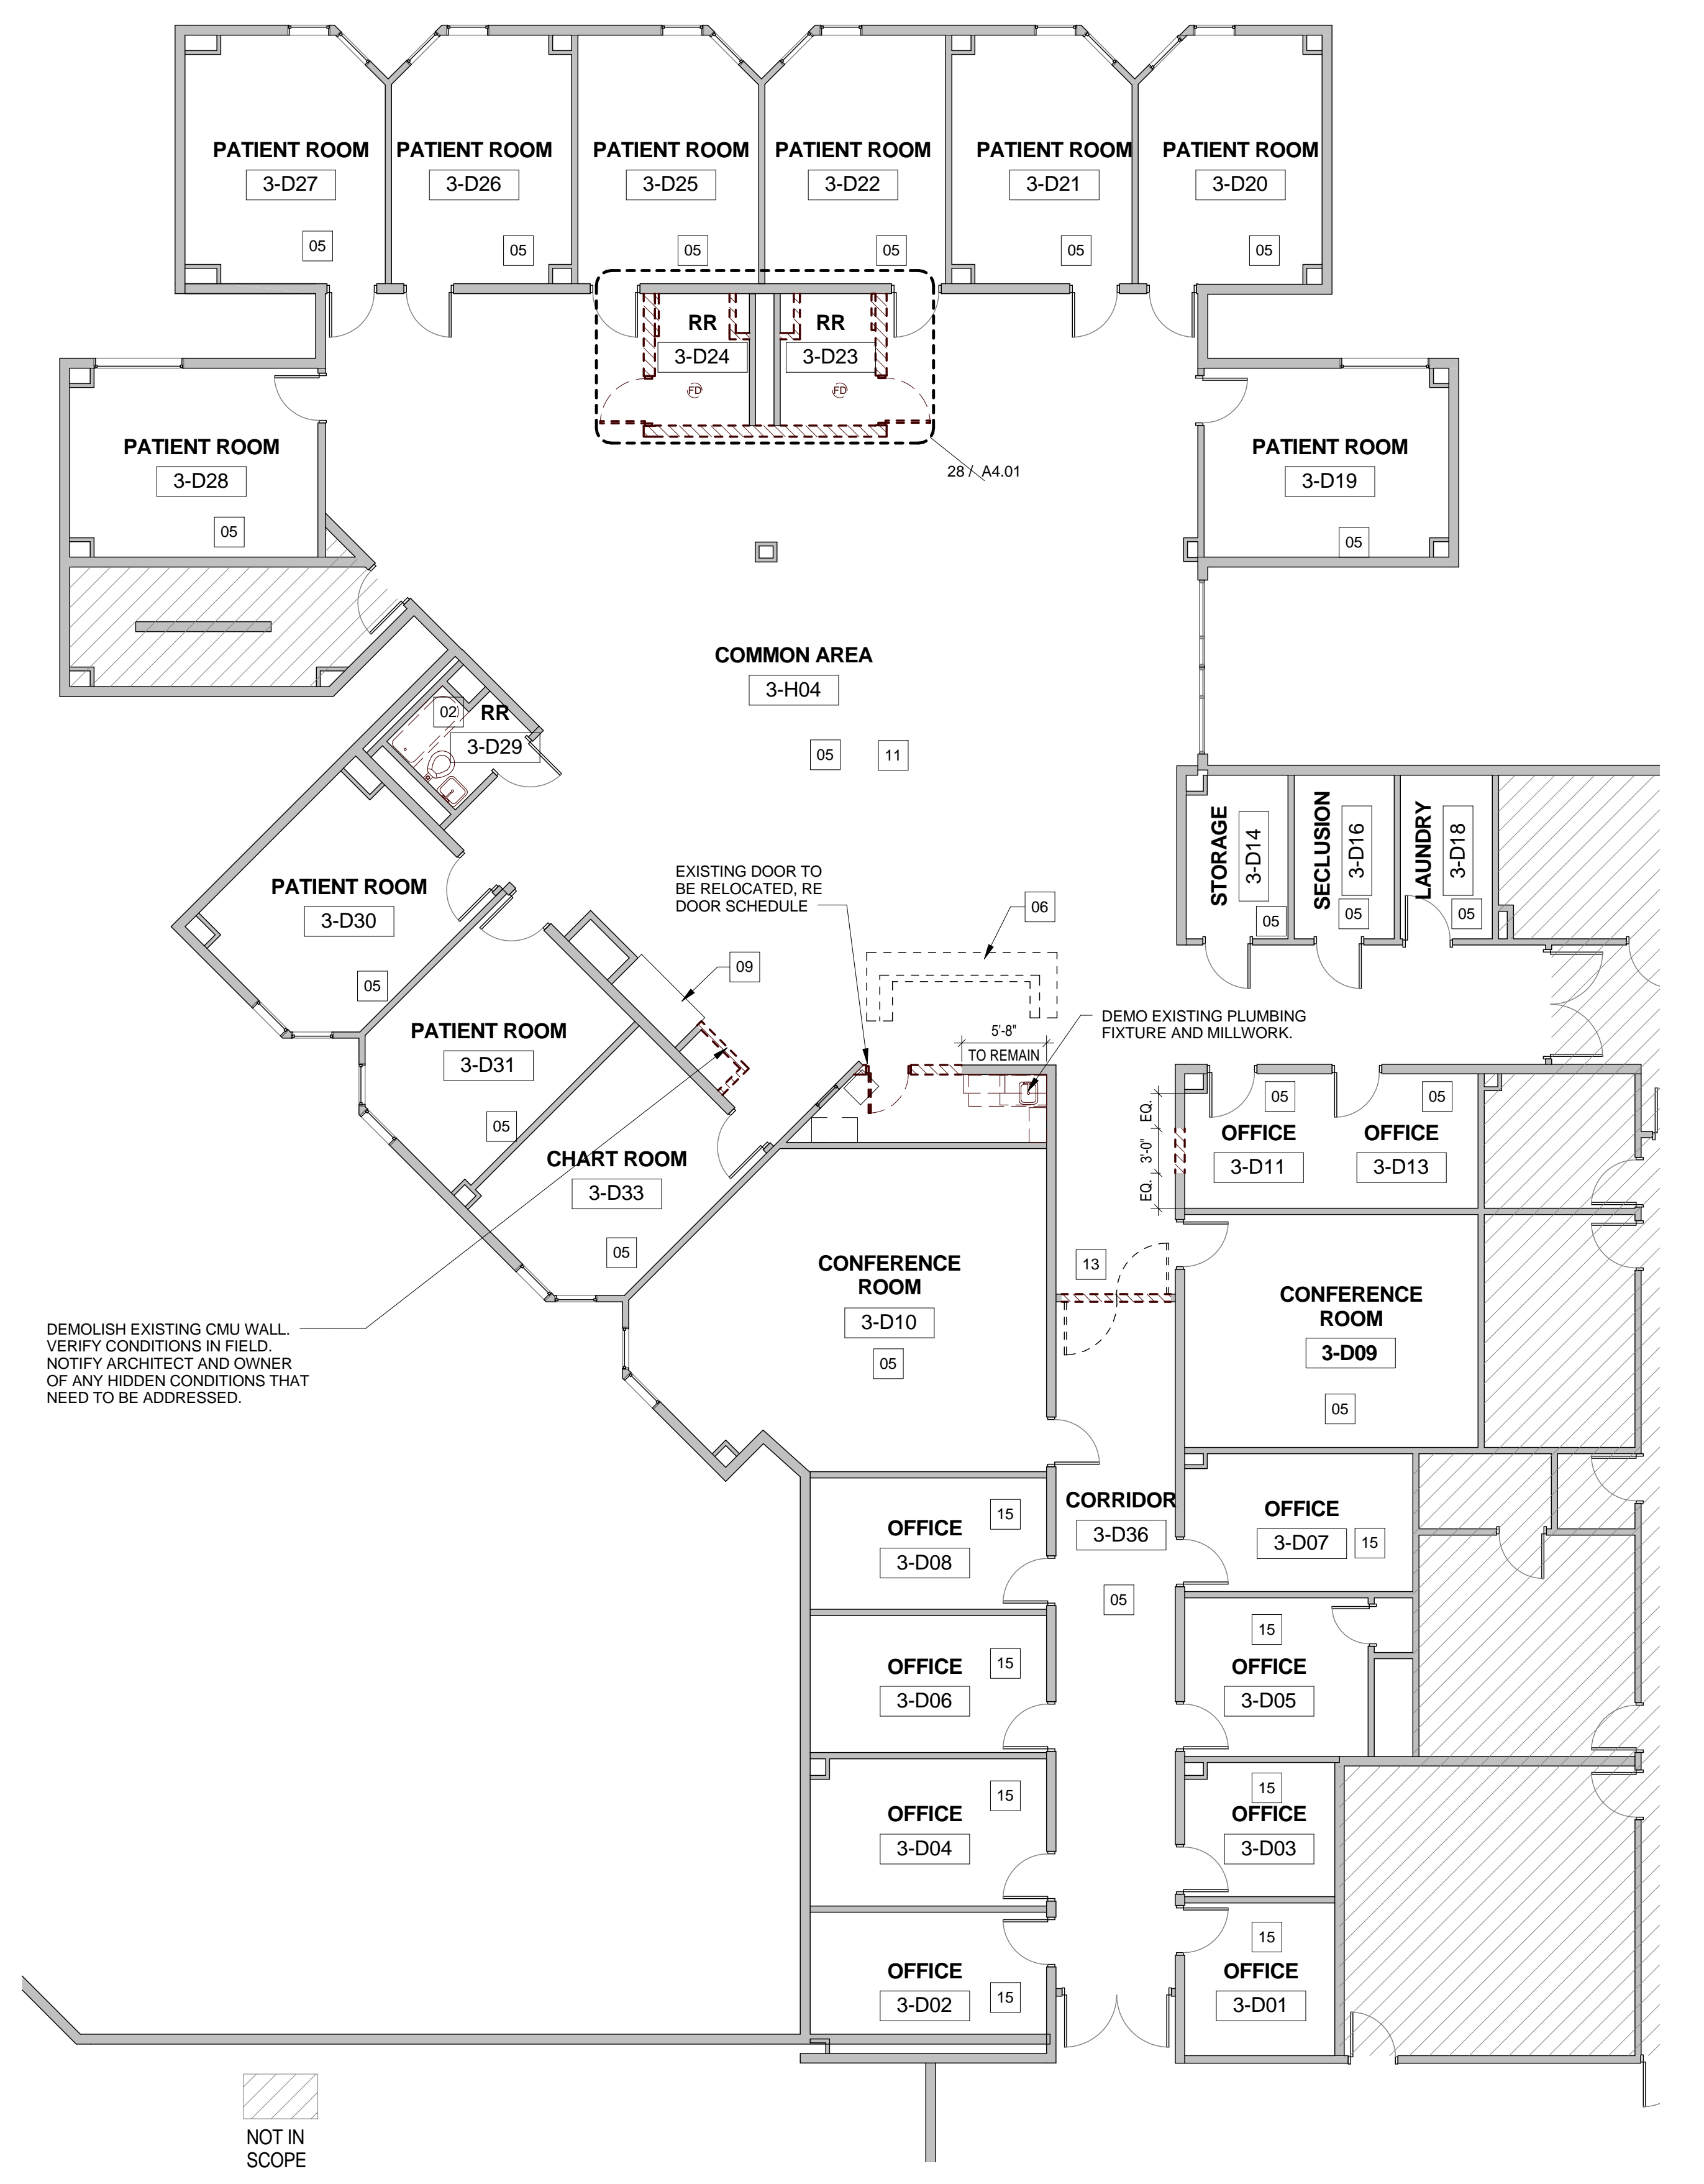 PATIENT ROOM
3-D27
05
PATIENT ROOM
3-D26
05
PATIENT ROOM
3-D25
05
PATIENT ROOM
3-D22
05
PATIENT ROOM
3-D21
05
PATIENT ROOM
3-D20
05
RR
3-D24
FD
RR
3-D23
FD
28 / A4.01
PATIENT ROOM
3-D28
05
PATIENT ROOM
3-D19
05
COMMON AREA
3-H04
05
11
02
RR
3-D29
STORAGE
3-D14
05
SECLUSION
3-D16
05
LAUNDRY
3-D18
05
PATIENT ROOM
3-D30
05
EXISTING DOOR TO
BE RELOCATED, RE
DOOR SCHEDULE
06
09
DEMO EXISTING PLUMBING
FIXTURE AND MILLWORK.
5'-8"
TO REMAIN
PATIENT ROOM
3-D31
05
CHART ROOM
3-D33
05
EQ.
3'-0"
EQ.
05
OFFICE
3-D11
05
OFFICE
3-D13
DEMOLISH EXISTING CMU WALL.
VERIFY CONDITIONS IN FIELD.
NOTIFY ARCHITECT AND OWNER
OF ANY HIDDEN CONDITIONS THAT
NEED TO BE ADDRESSED.
CONFERENCE
ROOM
3-D10
05
13
CONFERENCE
ROOM
3-D09
05
CORRIDOR
3-D36
05
OFFICE
3-D08
15
OFFICE
3-D07
15
OFFICE
3-D06
15
15
OFFICE
3-D05
OFFICE
3-D04
15
15
OFFICE
3-D03
OFFICE
3-D02
15
15
OFFICE
3-D01
NOT IN
SCOPE